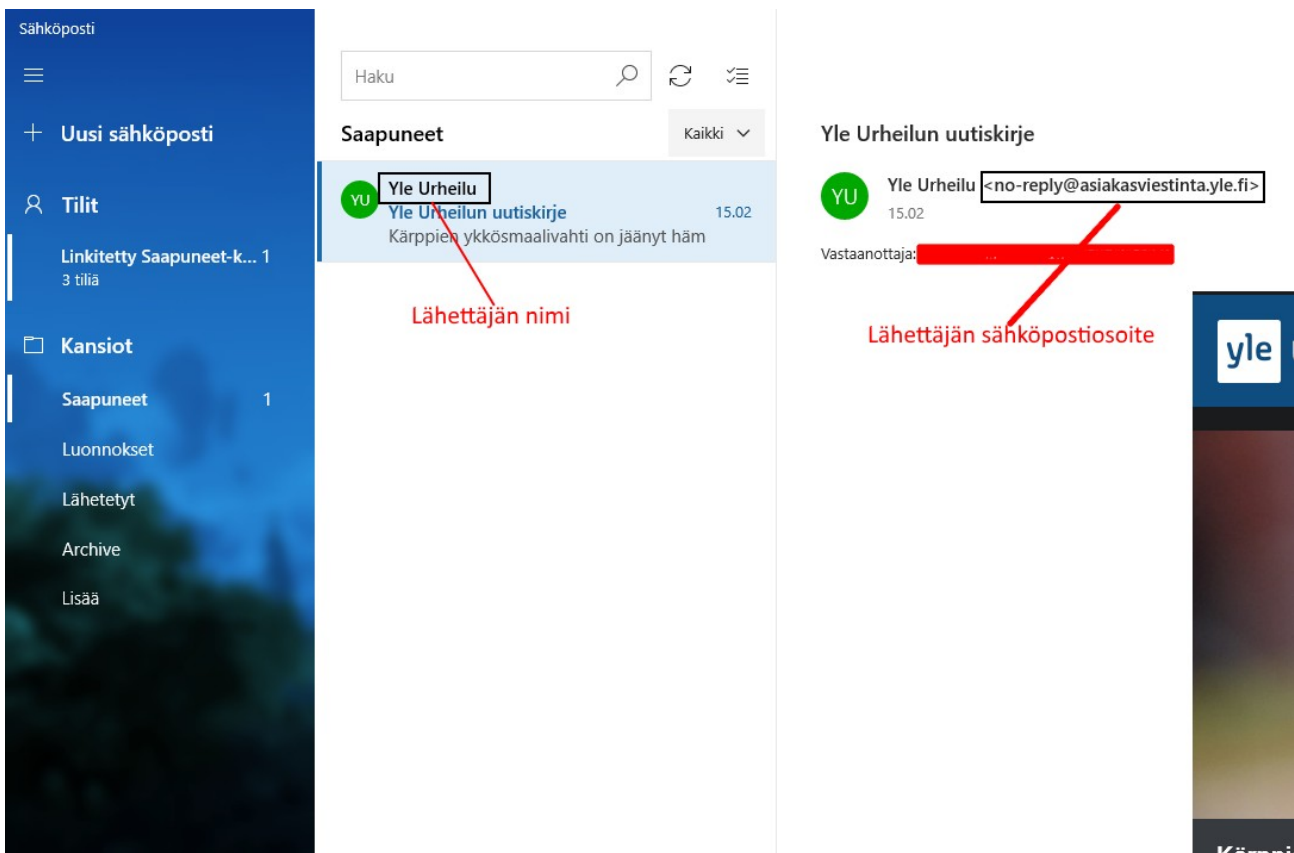 Sähköposti
Uusi sähköposti
Tilit
Linkitetty Saapuneet-k... 1
3 tiliä
Kansiot
Saapuneet 1
Luonnokset
Lähetetyt
Archive
Lisää
Haku
Saapuneet Kaikki
YU
Yle Urheilu
Yle Urheilun uutiskirje 15.02
Kärppien ykkösmaalivahti on jäänyt häm
Lähettäjän nimi
Yle Urheilun uutiskirje
YU
Yle Urheilu <no-reply@asiakasviestinta.yle.fi>
15.02
Vastaanottaja:
Lähettäjän sähköpostiosoite
yle